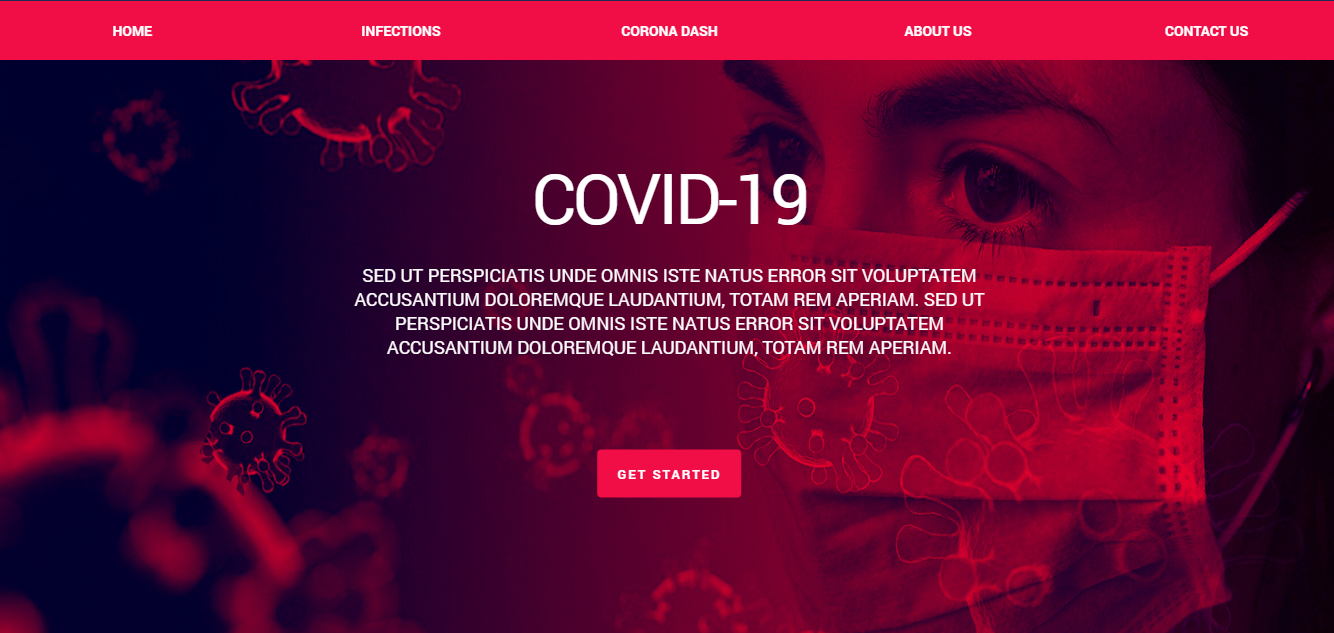 HOME INFECTIONS CORONA DASH ABOUT US CONTACT US
COVID-19
SED UT PERSPICIATIS UNDE OMNIS ISTE NATUS ERROR SIT VOLUPTATEM
ACCUSANTIUM DOLOREMQUE LAUDANTIUM, TOTAM REM APERIAM. SED UT
PERSPICIATIS UNDE OMNIS ISTE NATUS ERROR SIT VOLUPTATEM
ACCUSANTIUM DOLOREMQUE LAUDANTIUM, TOTAM REM APERIAM.
GET STARTED